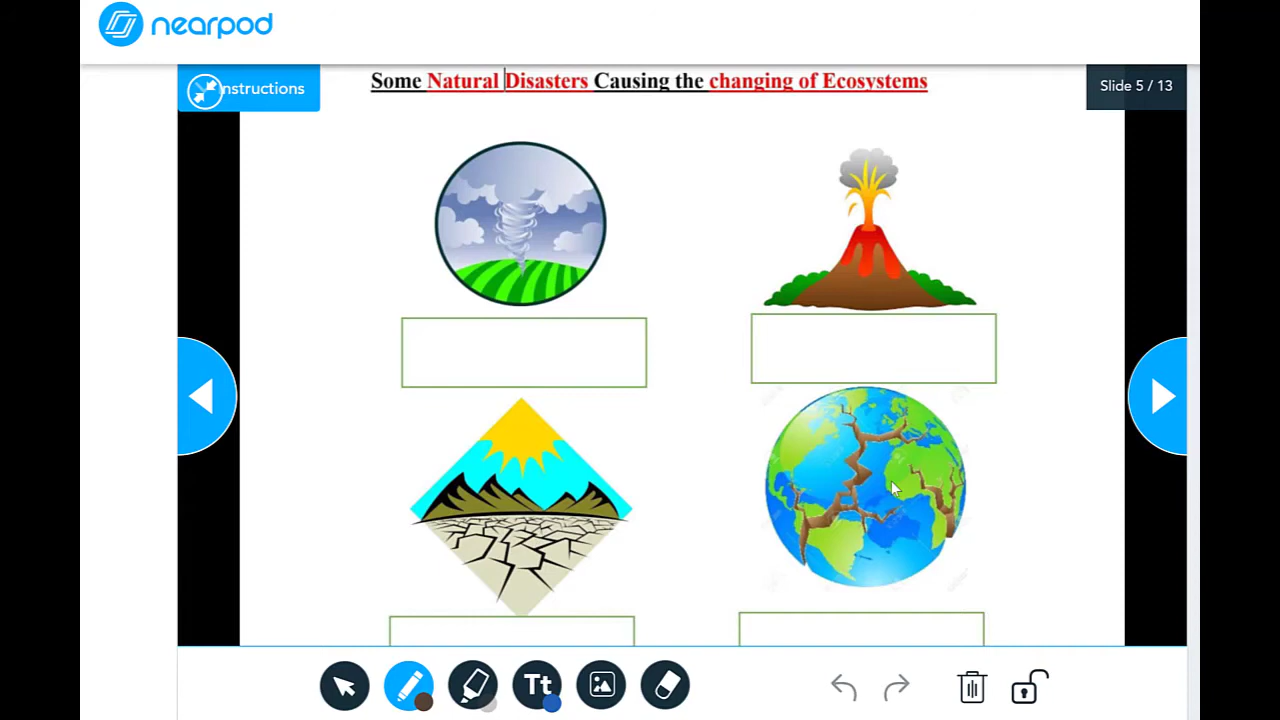 nearpod
nstructions
Some Natural Disasters Causing the changing of Ecosystems
Slide 5 / 13
Tt